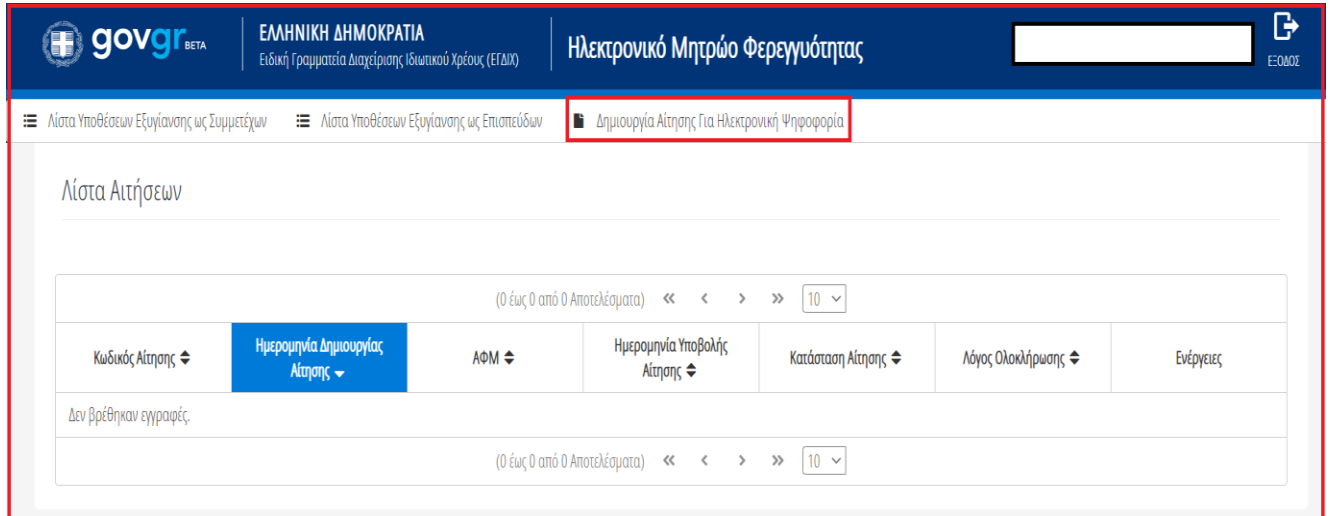 govgr BETA
ΕΛΛΗΝΙΚΗ ΔΗΜΟΚΡΑΤΙΑ
Ειδική Γραμματεία Διαχείρισης Ιδιωτικού Χρέους (ΕΓΔΙΧ)
Ηλεκτρονικό Μητρώο Φερεγγυότητας
ΕΞΟΔΟΣ
Λίστα Υποθέσεων Εξυγίανσης ως Συμμετέχων
Λίστα Υποθέσεων Εξυγίανσης ως Επισπεύδων
Δημιουργία Αίτησης Για Ηλεκτρονική Ψηφοφορία
Λίστα Αιτήσεων
(0 έως 0 από 0 Αποτελέσματα) 10
Κωδικός Αίτησης
Ημερομηνία Δημιουργίας
Αίτησης
ΑΦΜ
Ημερομηνία Υποβολής
Αίτησης
Κατάσταση Αίτησης
Λόγος Ολοκλήρωσης
Ενέργειες
Δεν βρέθηκαν εγγραφές.
(0 έως 0 από 0 Αποτελέσματα) 10